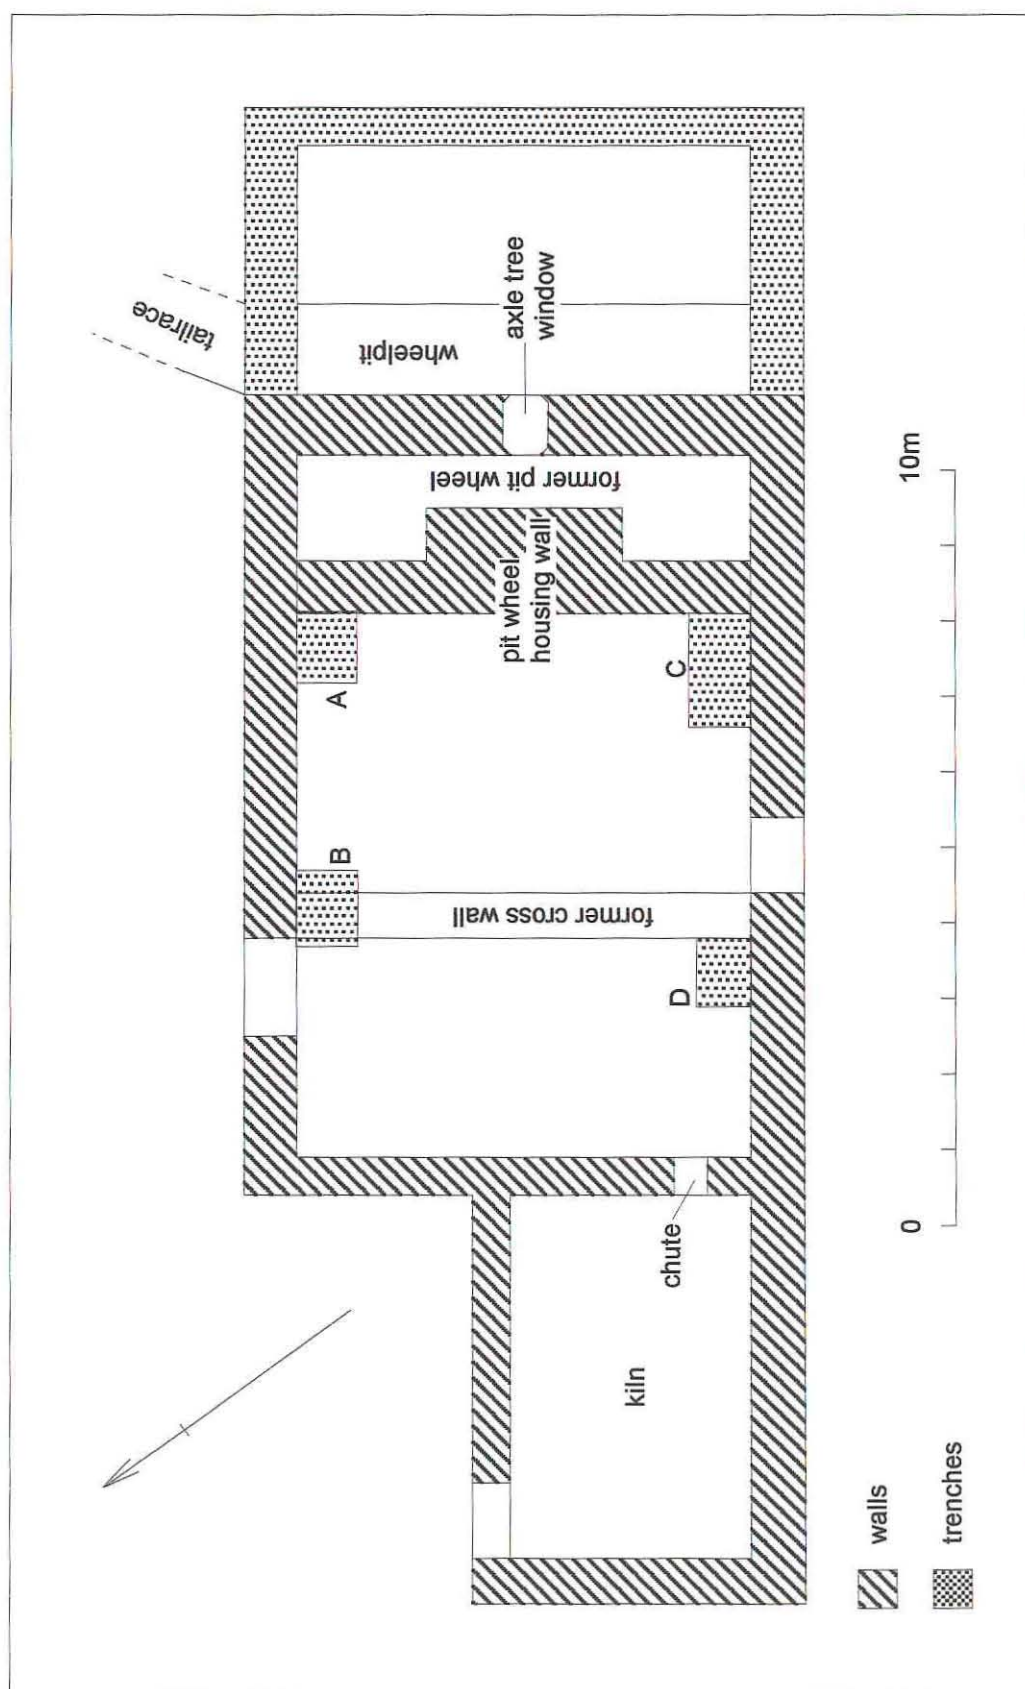 tailrace
wheelpit
axle tree
window
former pit wheel
pit wheel
housing wall
A
C
B
former cross wall
D
chute
kiln
0
10m
walls
trenches